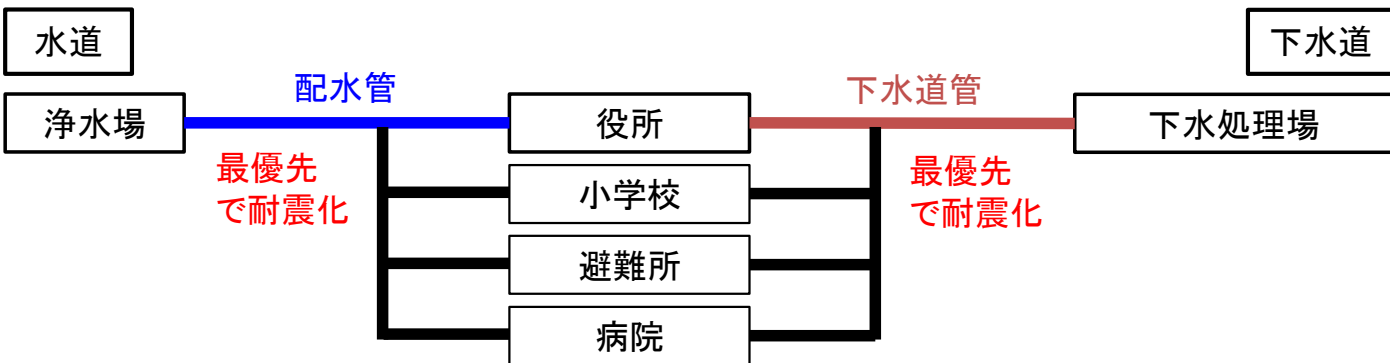 水道
下水道
配水管
下水道管
浄水場
役所
下水処理場
最優先
で耐震化
最優先
で耐震化
小学校
避難所
病院